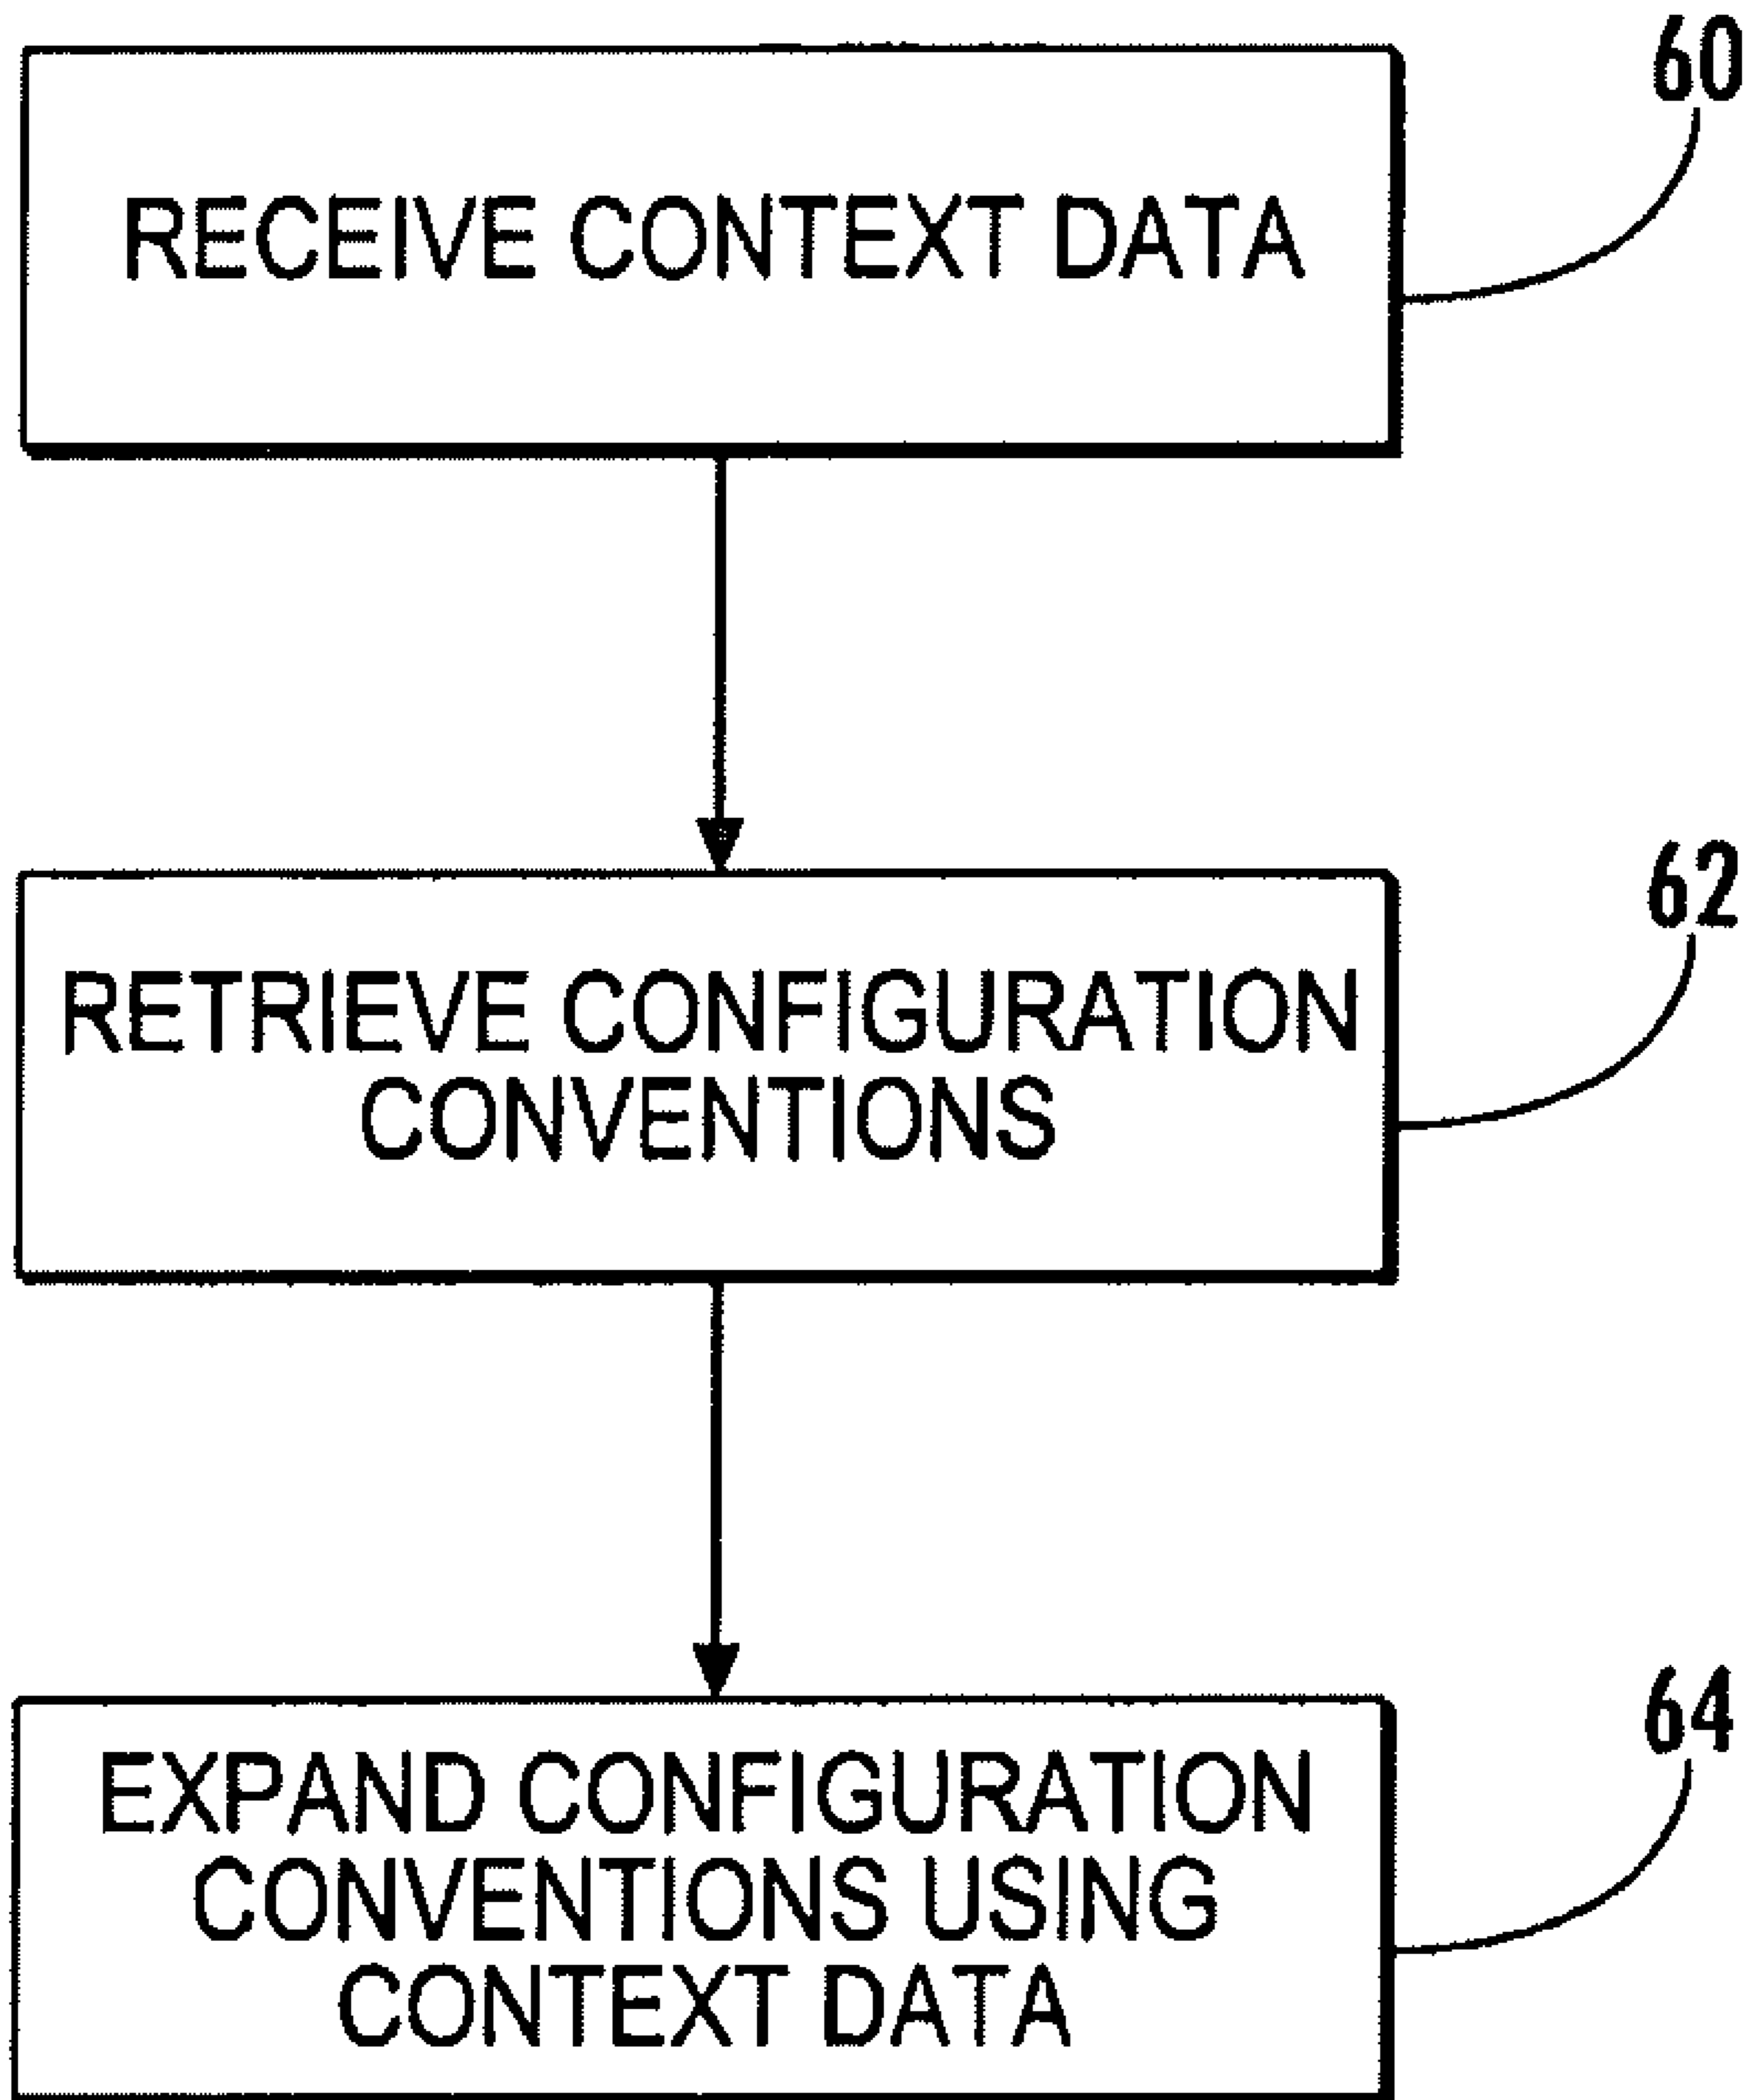 60
RECEIVE CONTEXT DATA
62
RETRIEVE CONFIGURATION
CONVENTIONS
64
EXPAND CONFIGURATION
CONVENTIONS USING
CONTEXT DATA